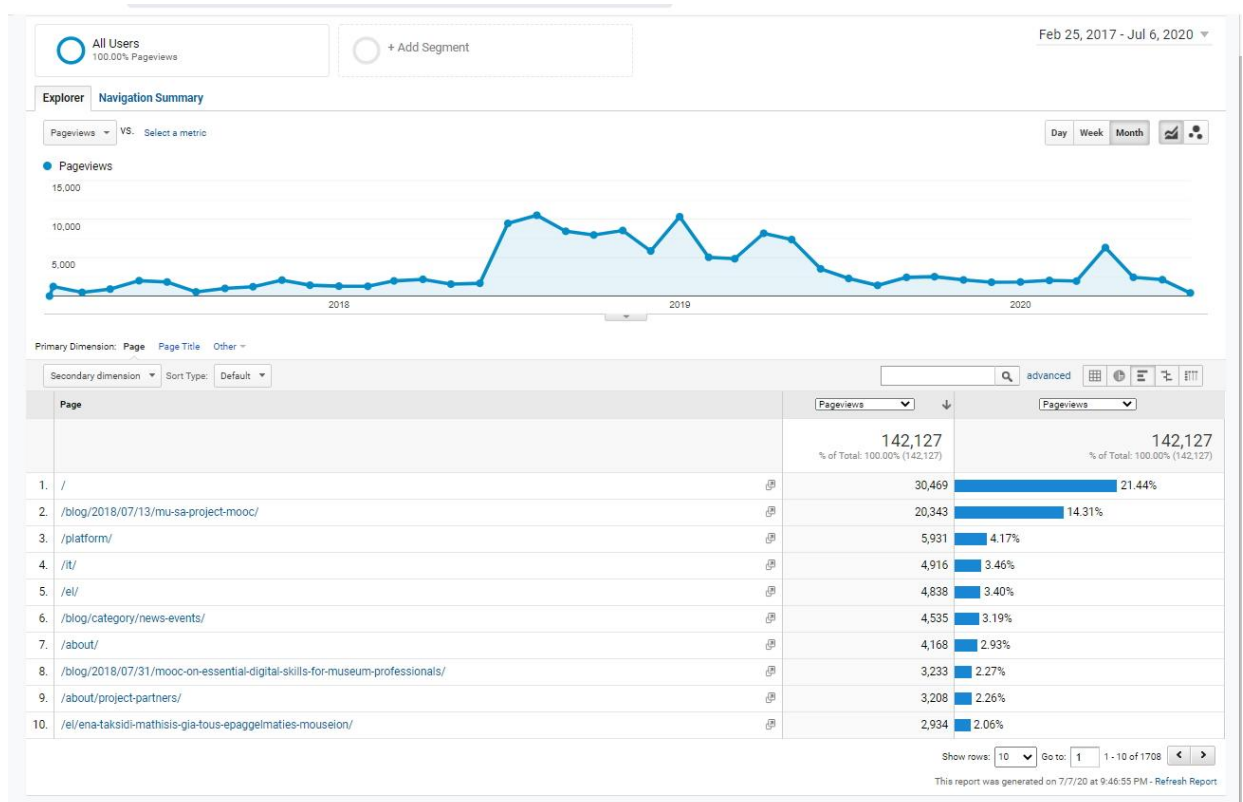 All Users
100.00% Pageviews
+ Add Segment
Feb 25, 2017 - Jul 6, 2020
Explorer Navigation Summary
Pageviews VS. Select a metric
Day Week Month
Pageviews
15,000
10,000
5,000
2018 2019 2020
Primary Dimension: Page Page Title Other
Secondary dimension Sort Type: Default
advanced
Page Pageviews Pageviews
142,127 142,127
% of Total: 100.00% (142,127) % of Total: 100.00% (142,127)
1. / 30,469 21.44%
2. /blog/2018/07/13/mu-sa-project-mooc/ 20,343 14.31%
3. /platform/ 5,931 4.17%
4. /it/ 4,916 3.46%
5. /el/ 4,838 3.40%
6. /blog/category/news-events/ 4,535 3.19%
7. /about/ 4,168 2.93%
8. /blog/2018/07/31/mooc-on-essential-digital-skills-for-museum-professionals/ 3,233 2.27%
9. /about/project-partners/ 3,208 2.26%
10. /el/ena-taksidi-mathisis-gia-tous-epaggelmaties-mouseion/ 2,934 2.06%
Show rows: 10 Go to: 1 1 - 10 of 1708
This report was generated on 7/7/20 at 9:46:55 PM - Refresh Report